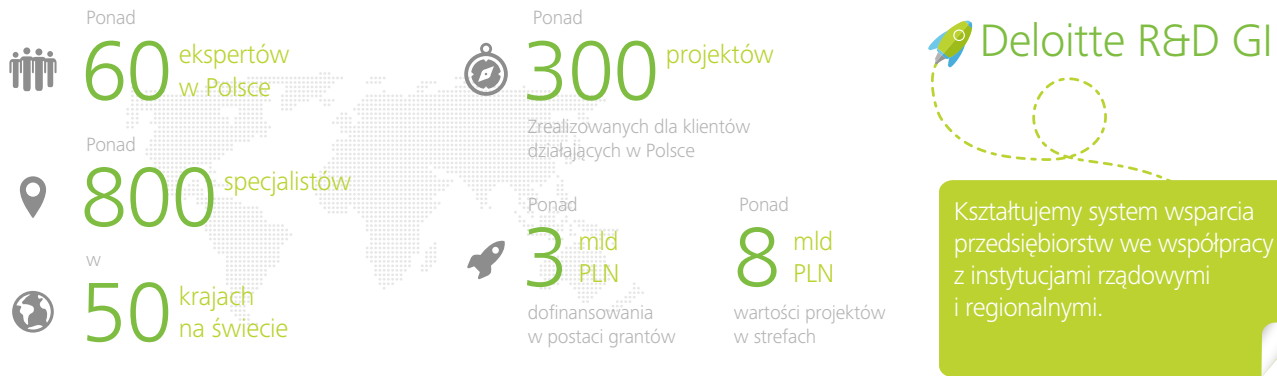 Ponad
60 ekspertów
w Polsce
Ponad
800 specjalistów
w
50 krajach
na świecie
Ponad
300 projektów
Zrealizowanych dla klientów
działających w Polsce
Ponad
3 mld
PLN
dofinansowania
w postaci grantów
Ponad
8 mld
PLN
wartości projektów
w strefach
Deloitte R&D GI
Kształtujemy system wsparcia
przedsiębiorstw we współpracy
z instytucjami rządowymi
i regionalnymi.